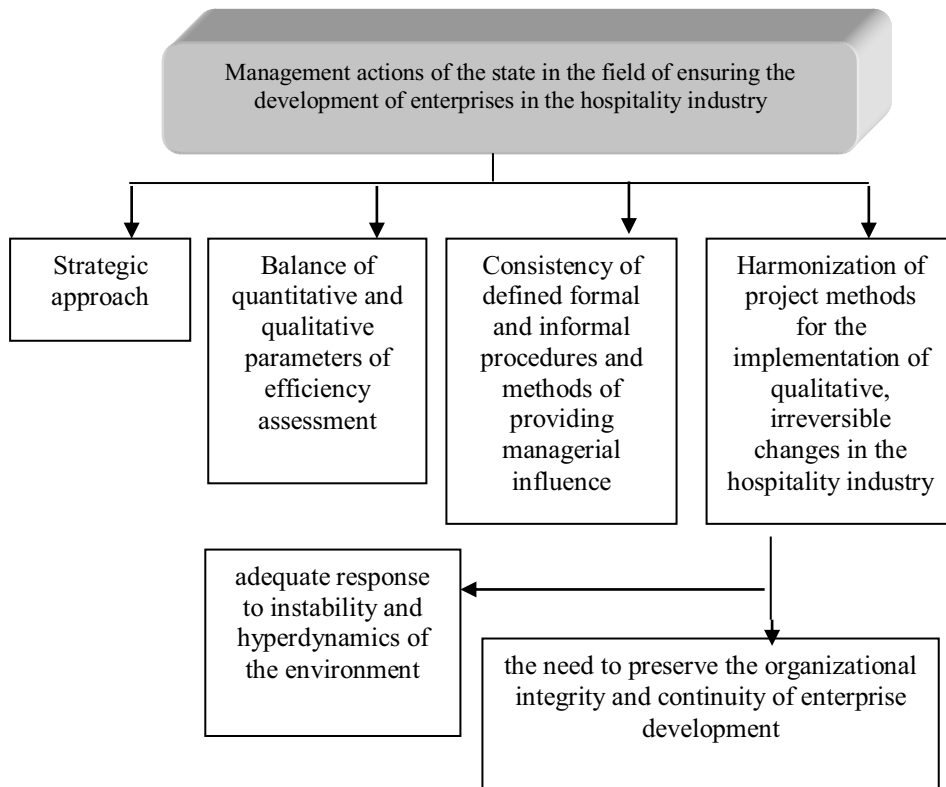 Management actions of the state in the field of ensuring the
development of enterprises in the hospitality industry
Strategic
approach
Balance of
quantitative and
qualitative
parameters of
efficiency
assessment
Consistency of
defined formal
and informal
procedures and
methods of
providing
managerial
influence
Harmonization of
project methods
for the
implementation of
qualitative,
irreversible
changes in the
hospitality industry
adequate response
to instability and
hyperdynamics of
the environment
the need to preserve the organizational
integrity and continuity of enterprise
development